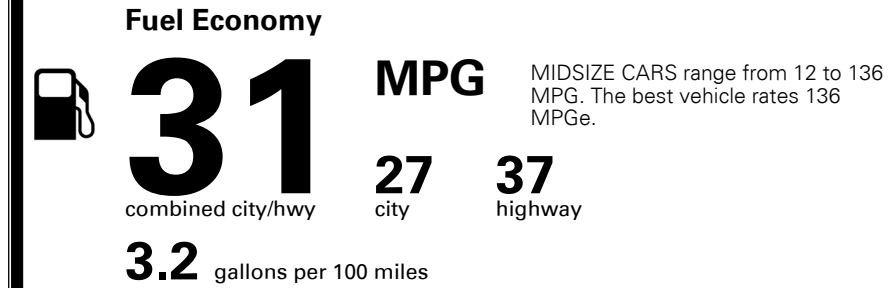 Fuel Economy
31
MPG
MIDSIZE CARS range from 12 to 136
MPG. The best vehicle rates 136
MPGe.
combined city/hwy
27
city
37
highway
3.2 gallons per 100 miles